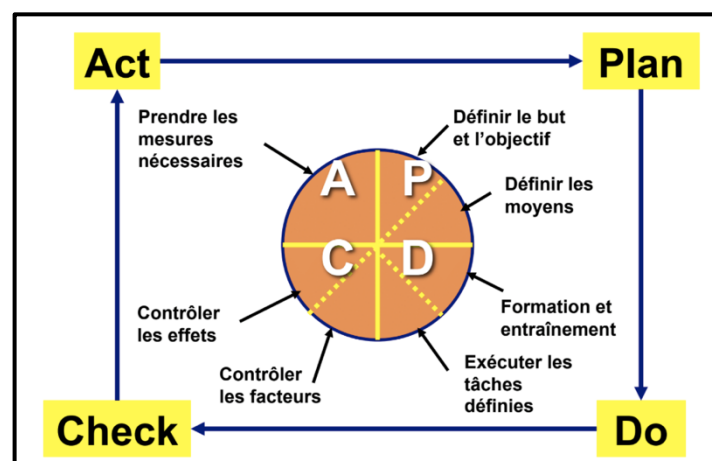 Act
Plan
Prendre les
mesures
nécessaires
Définir le but
et l'objectif
A
P
Définir les
moyens
C
D
Contrôler
les effets
Formation et
entraînement
Contrôler
les facteurs
Exécuter les
tâches
définies
Check
Do